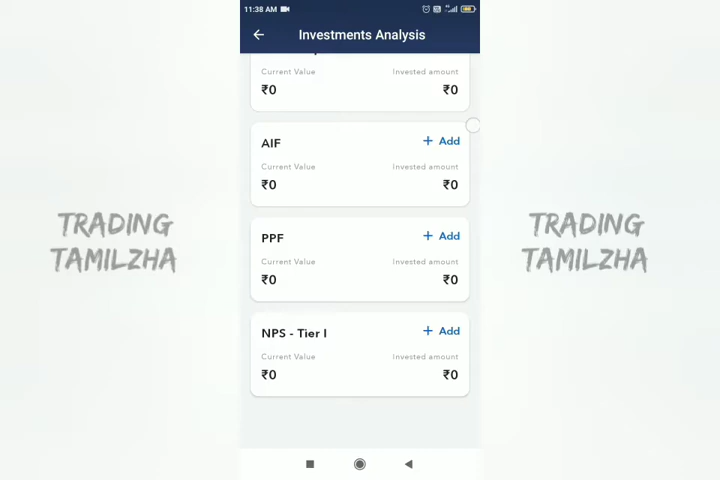 11:38 AM
Investments Analysis
Current Value Invested amount
₹0 ₹0
AIF + Add
Current Value Invested amount
₹0 ₹0
PPF + Add
Current Value Invested amount
₹0 ₹0
NPS - Tier I + Add
Current Value Invested amount
₹0 ₹0
TRADING
TAMILZHA
TRADING
TAMILZHA